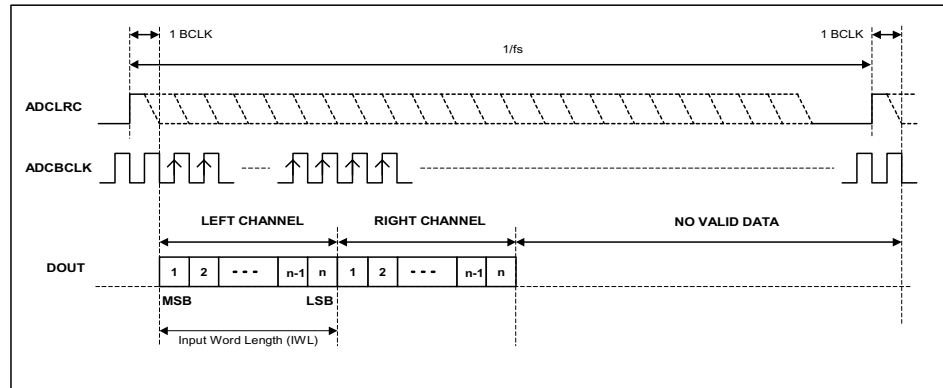 1 BCLK 1 BCLK
1/fs
ADCLRC
ADCBCLK
LEFT CHANNEL RIGHT CHANNEL NO VALID DATA
DOUT 1 2 - - - n-1 n 1 2 - - - n-1 n
MSB LSB
Input Word Length (IWL)